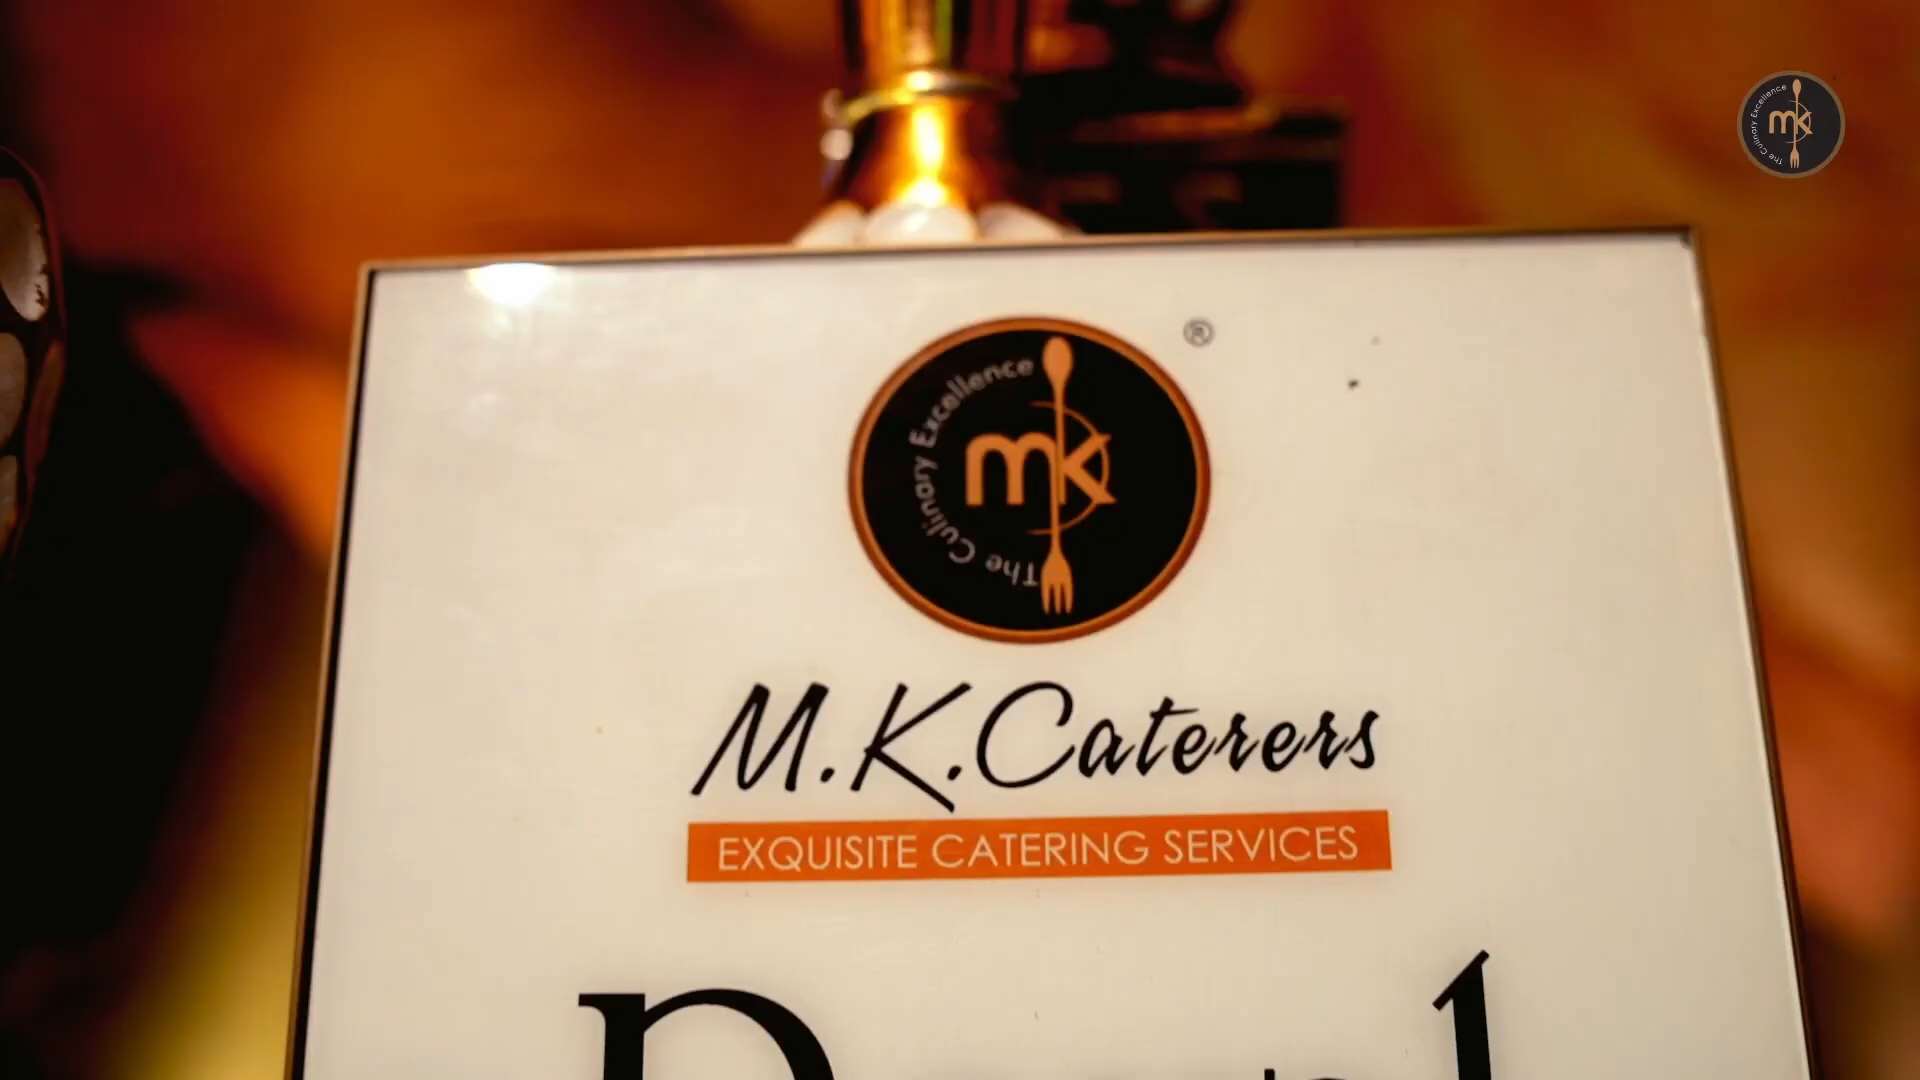 The Culinary Excellence
mk
The Culinary Excellence
mk
®
M.K.Caterers
EXQUISITE CATERING SERVICES